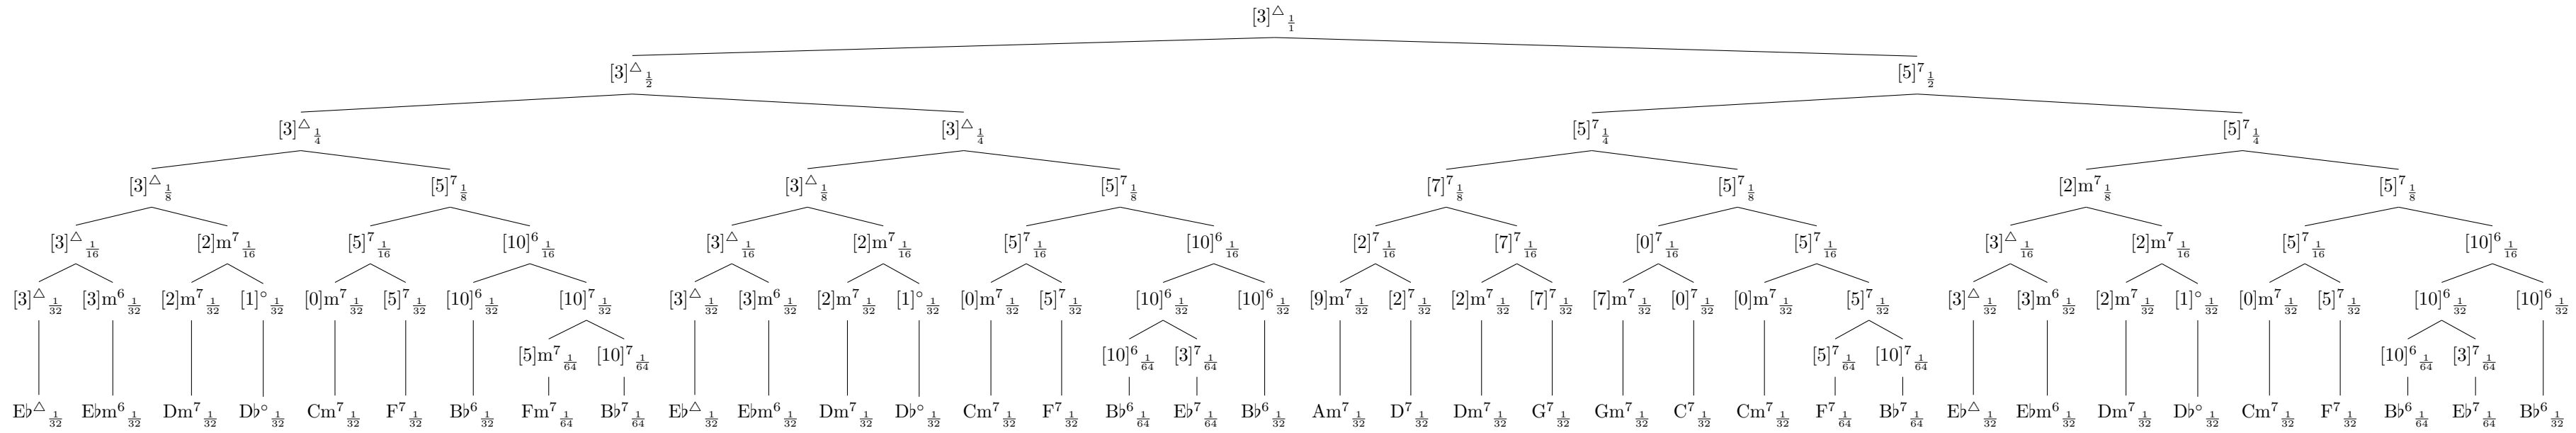 [3]△ 1/1
[3]△ 1/2 [5]7 1/2
[3]△ 1/4 [3]△ 1/4 [5]7 1/4 [5]7 1/4
[3]△ 1/8 [5]7 1/8 [3]△ 1/8 [5]7 1/8 [7]7 1/8 [5]7 1/8 [2]m7 1/8 [5]7 1/8
[3]△ 1/16 [2]m7 1/16 [5]7 1/16 [10]6 1/16 [3]△ 1/16 [2]m7 1/16 [5]7 1/16 [10]6 1/16 [2]7 1/16 [7]7 1/16 [0]7 1/16 [5]7 1/16 [3]△ 1/16 [2]m7 1/16 [5]7 1/16 [10]6 1/16
[3]△ 1/32 [3]m6 1/32 [2]m7 1/32 [1]° 1/32 [0]m7 1/32 [5]7 1/32 [10]6 1/32 [10]7 1/32 [3]△ 1/32 [3]m6 1/32 [2]m7 1/32 [1]° 1/32 [0]m7 1/32 [5]7 1/32 [10]6 1/32 [10]6 1/32 [9]m7 1/32 [2]7 1/32 [2]m7 1/32 [7]7 1/32 [7]m7 1/32 [0]7 1/32 [0]m7 1/32 [5]7 1/32 [3]△ 1/32 [3]m6 1/32 [2]m7 1/32 [1]° 1/32 [0]m7 1/32 [5]7 1/32 [10]6 1/32 [10]6 1/32
[5]m7 1/64 [10]7 1/64 [10]6 1/64 [3]7 1/64 [5]7 1/64 [10]7 1/64 [10]6 1/64 [3]7 1/64
E♭△ 1/32 E♭m6 1/32 Dm7 1/32 D♭° 1/32 Cm7 1/32 F7 1/32 B♭6 1/32 Fm7 1/64 B♭7 1/64 E♭△ 1/32 E♭m6 1/32 Dm7 1/32 D♭° 1/32 Cm7 1/32 F7 1/32 B♭6 1/64 E♭7 1/64 B♭6 1/32 Am7 1/32 D7 1/32 Dm7 1/32 G7 1/32 Gm7 1/32 C7 1/32 Cm7 1/32 F7 1/64 B♭7 1/64 E♭△ 1/32 E♭m6 1/32 Dm7 1/32 D♭° 1/32 Cm7 1/32 F7 1/32 B♭6 1/64 E♭7 1/64 B♭6 1/32